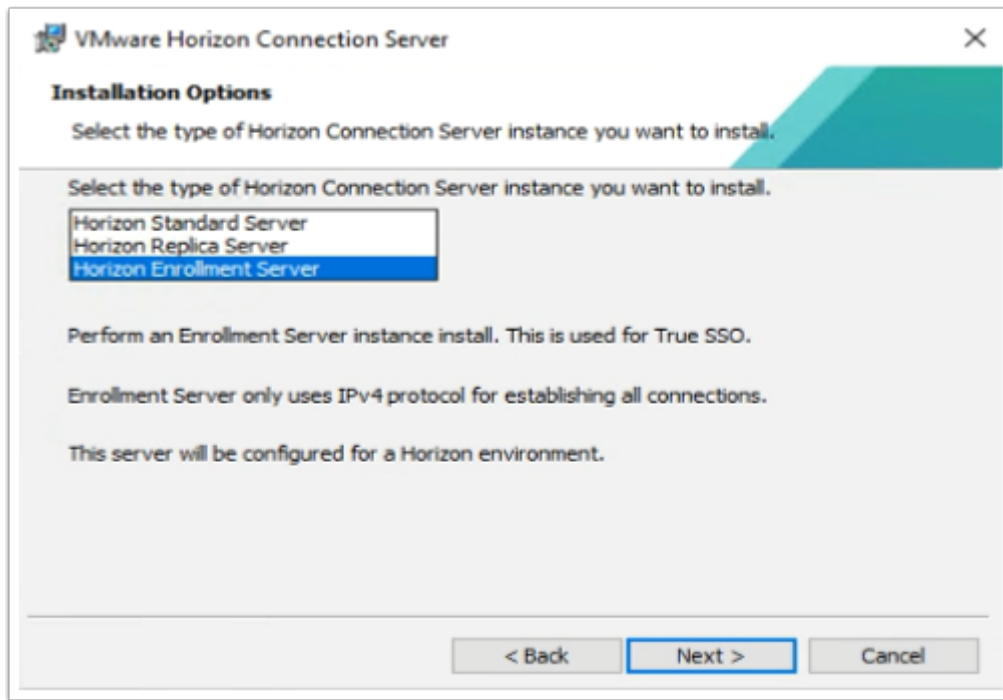 VMware Horizon Connection Server
Installation Options
Select the type of Horizon Connection Server instance you want to install.
Select the type of Horizon Connection Server instance you want to install.
Horizon Standard Server
Horizon Replica Server
Horizon Enrollment Server
Perform an Enrollment Server instance install. This is used for True SSO.
Enrollment Server only uses IPv4 protocol for establishing all connections.
This server will be configured for a Horizon environment.
< Back Next > Cancel